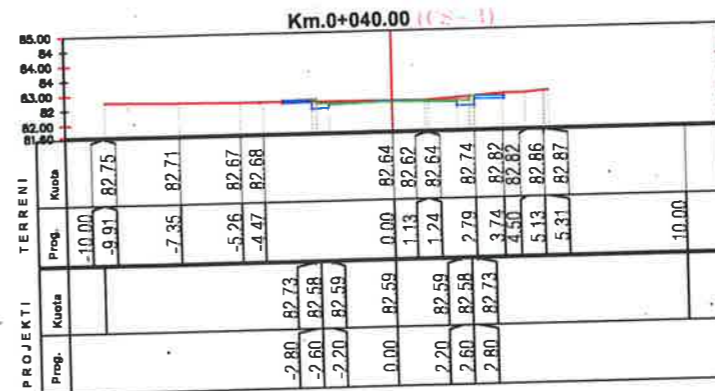 Km.0+040.00 (CS-1)
85.00
84
84.00
84
83.00
82
82.00
81.60
TERRENI
Kuota
82.75 82.71 82.67 82.68 82.64 82.62 82.64 82.74 82.82 82.82 82.86 82.87
Prog.
-10.00 -9.91 -7.35 -5.26 -4.47 0.00 1.13 1.24 2.79 3.74 4.50 5.13 5.31 10.00
PROJEKTI
Kuota
82.73 82.58 82.59 82.59 82.59 82.58 82.73
Prog.
-2.80 -2.60 -2.20 0.00 2.20 2.60 2.80